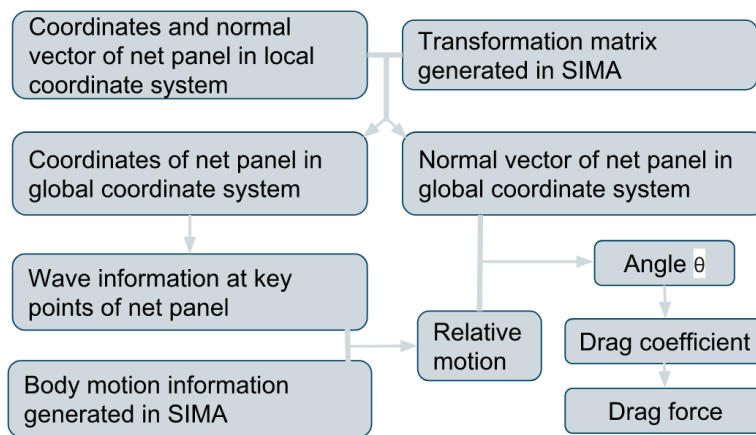 Coordinates and normal
vector of net panel in local
coordinate system
Transformation matrix
generated in SIMA
Coordinates of net panel in
global coordinate system
Normal vector of net panel in
global coordinate system
Wave information at key
points of net panel
Angle θ
Relative
motion
Drag coefficient
Body motion information
generated in SIMA
Drag force